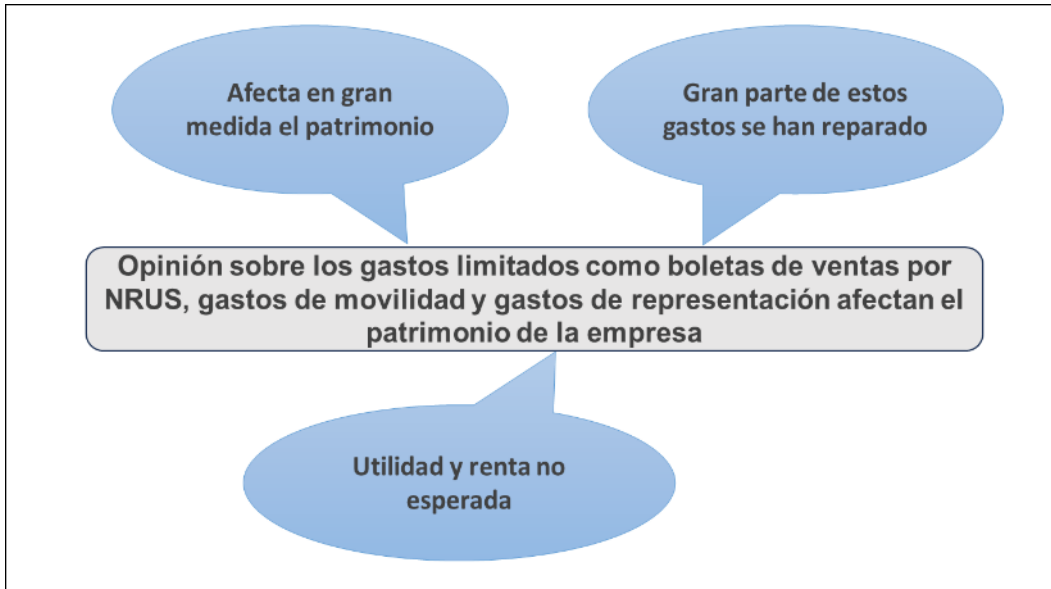 Afecta en gran
medida el patrimonio
Gran parte de estos
gastos se han reparado
Opinión sobre los gastos limitados como boletas de ventas por
NRUS, gastos de movilidad y gastos de representación afectan el
patrimonio de la empresa
Utilidad y renta no
esperada